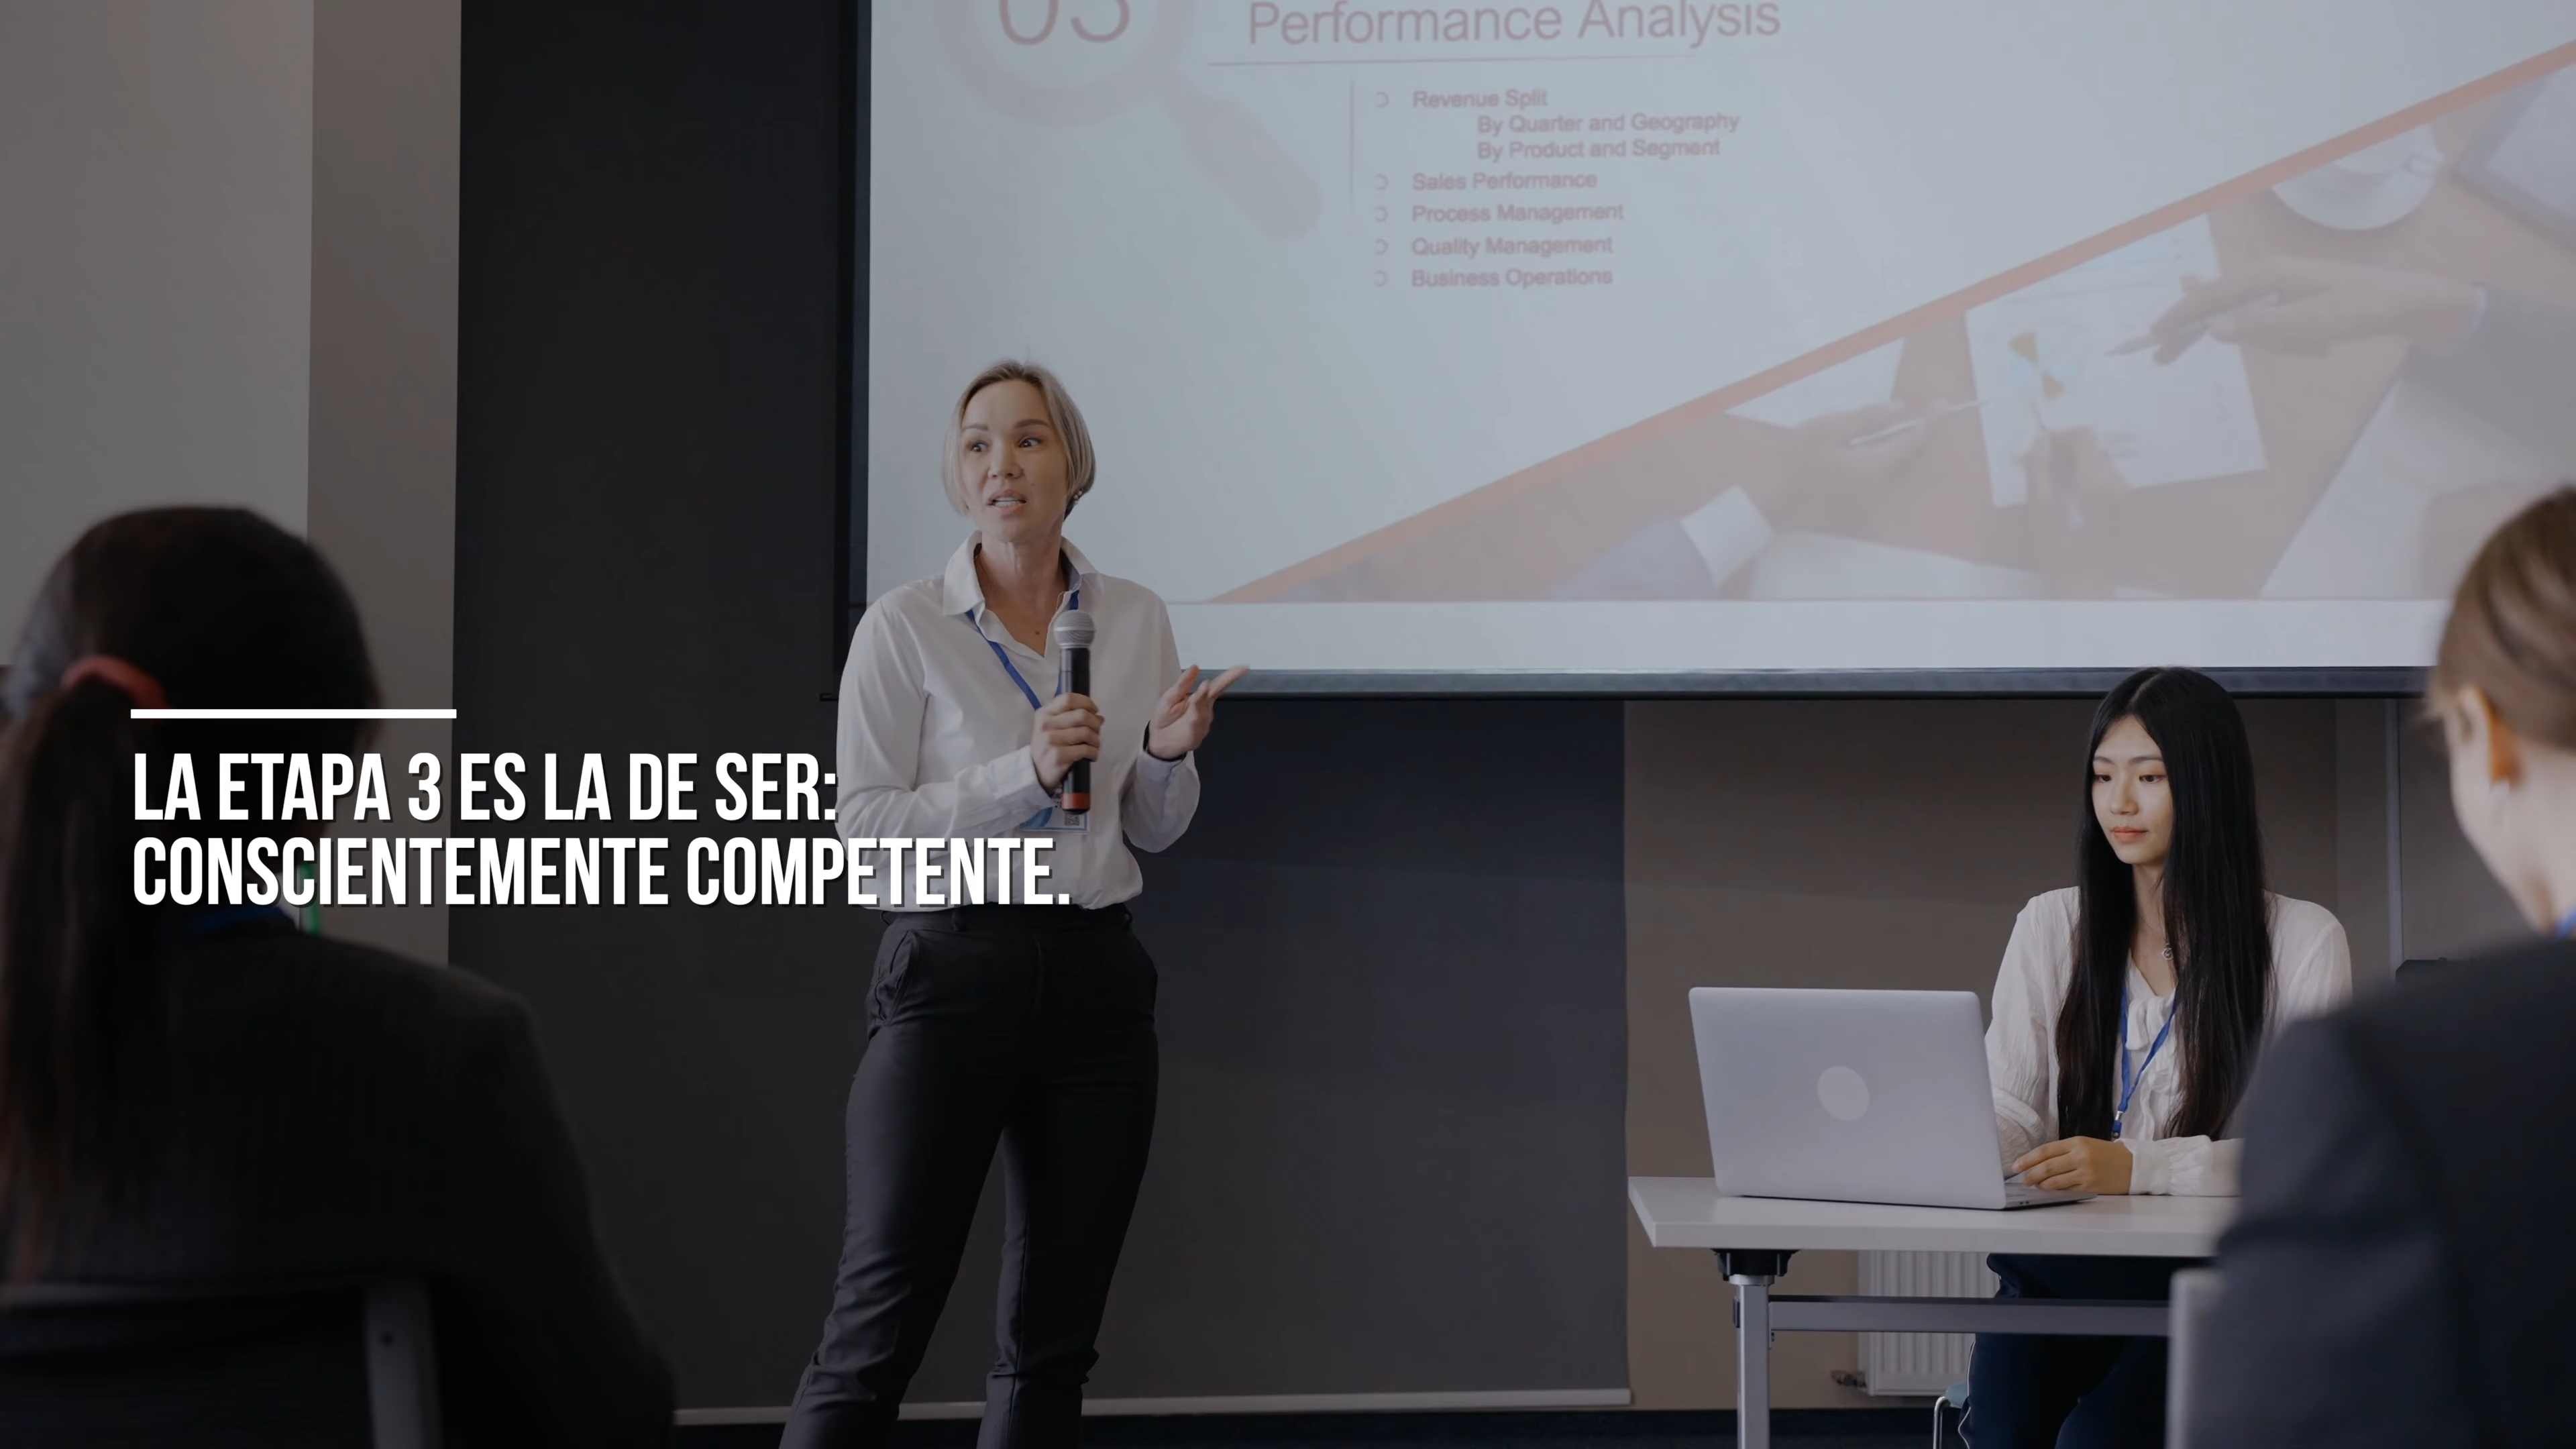 03
Performance Analysis
Revenue Split
By Quarter and Geography
By Product and Segment
Sales Performance
Process Management
Quality Management
Business Operations
LA ETAPA 3 ES LA DE SER:
CONSCIENTEMENTE COMPETENTE.